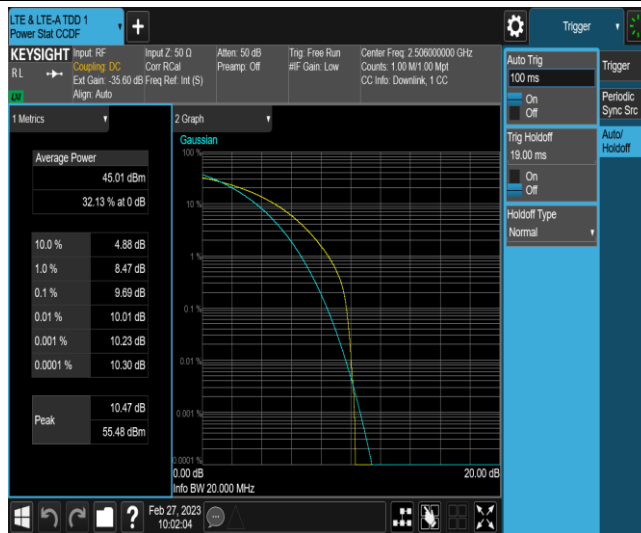 LTE & LTE-A TDD 1
Power Stat CCDF
+
Trigger
KEYSIGHT
R L
LV
Input: RF
Coupling: DC
Ext Gain: -35.60 dB
Align: Auto
Input Z: 50 Ω
Corr RCal
Freq Ref: Int (S)
Atten: 50 dB
Preamp: Off
Trig: Free Run
#IF Gain: Low
Center Freq: 2.506000000 GHz
Counts: 1.00 M/1.00 Mpt
CC Info: Downlink, 1 CC
1 Metrics
Average Power
45.01 dBm
32.13 % at 0 dB
10.0 % 4.88 dB
1.0 % 8.47 dB
0.1 % 9.69 dB
0.01 % 10.01 dB
0.001 % 10.23 dB
0.0001 % 10.30 dB
Peak
10.47 dB
55.48 dBm
2 Graph
Gaussian
100 %
10 %
1 %
0.1 %
0.01 %
0.001 %
0.0001 %
0.00 dB
20.00 dB
Info BW 20.000 MHz
Auto Trig
100 ms
On
Off
Trig Holdoff
19.00 ms
On
Off
Holdoff Type
Normal
Trigger
Periodic
Sync Src
Auto/
Holdoff
?
Feb 27, 2023
10:02:04